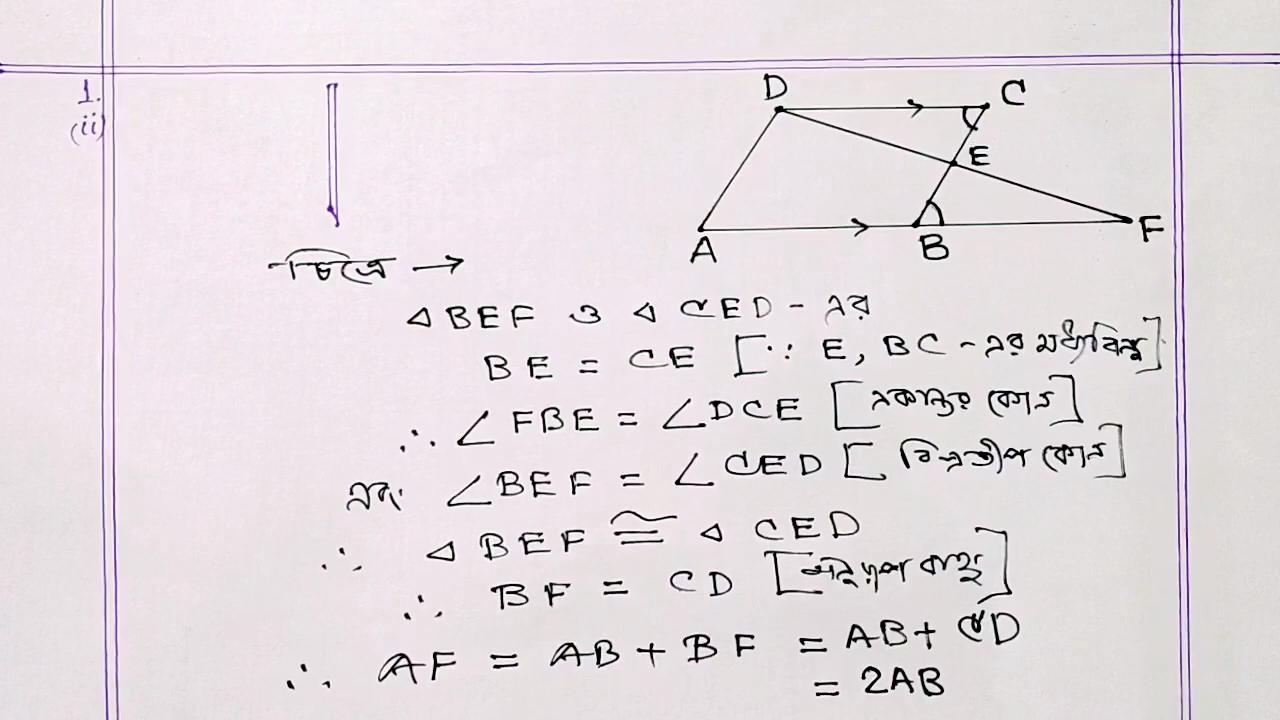 1.
(ii)
D C
E
A B F
চিত্রে →
△ BEF ও △ CED - এর
BE = CE [∵ E, BC - এর মধ্যবিন্দু]
∴ ∠FBE = ∠DCE [একান্তর কোন]
এবং ∠BEF = ∠CED [বিপ্রতীপ কোন]
∴ △ BEF ≅ △ CED
∴ BF = CD [অনুরূপ বাহু]
∴ AF = AB + BF = AB + CD
= 2AB